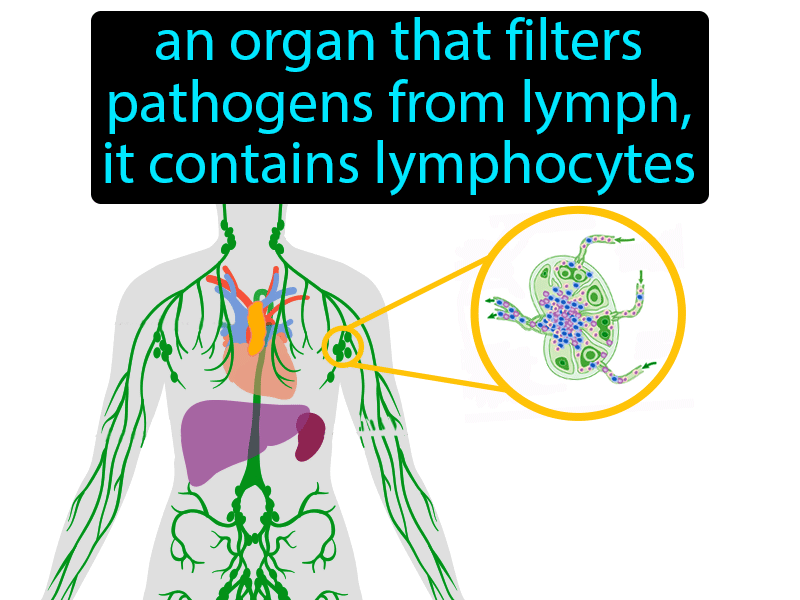 an organ that filters
pathogens from lymph,
it contains lymphocytes